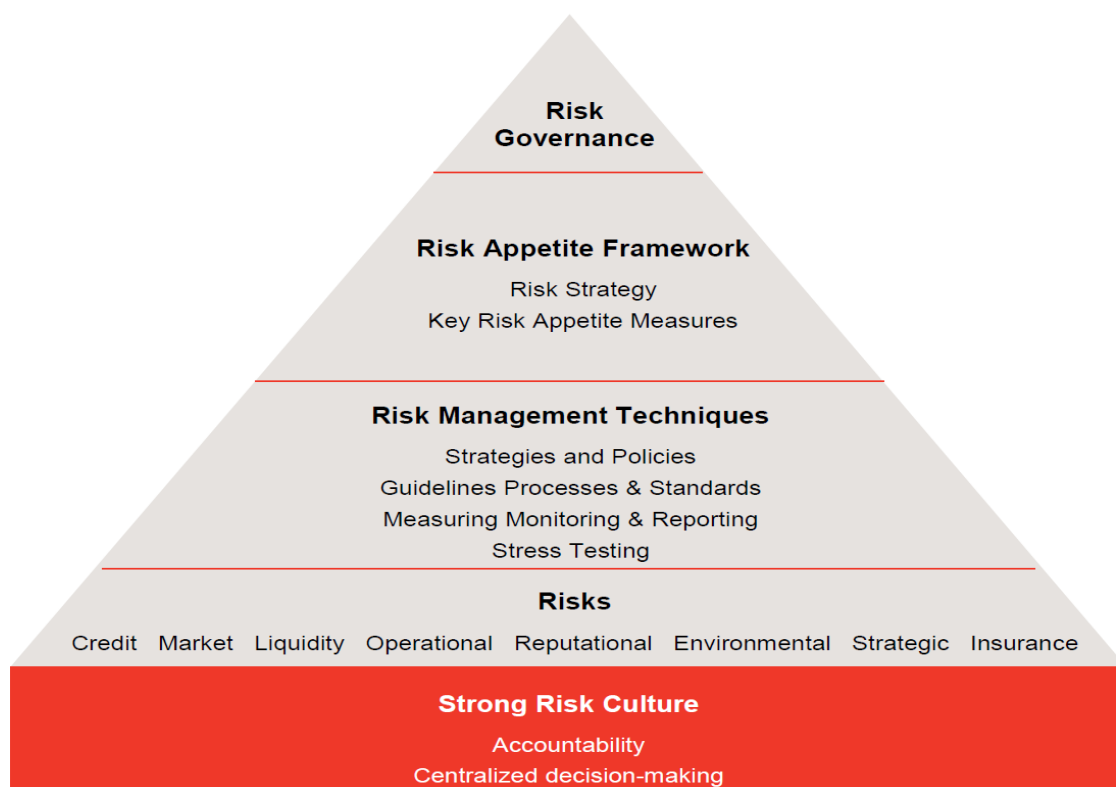 Risk
Governance
Risk Appetite Framework
Risk Strategy
Key Risk Appetite Measures
Risk Management Techniques
Strategies and Policies
Guidelines Processes & Standards
Measuring Monitoring & Reporting
Stress Testing
Risks
Credit Market Liquidity Operational Reputational Environmental Strategic Insurance
Strong Risk Culture
Accountability
Centralized decision-making